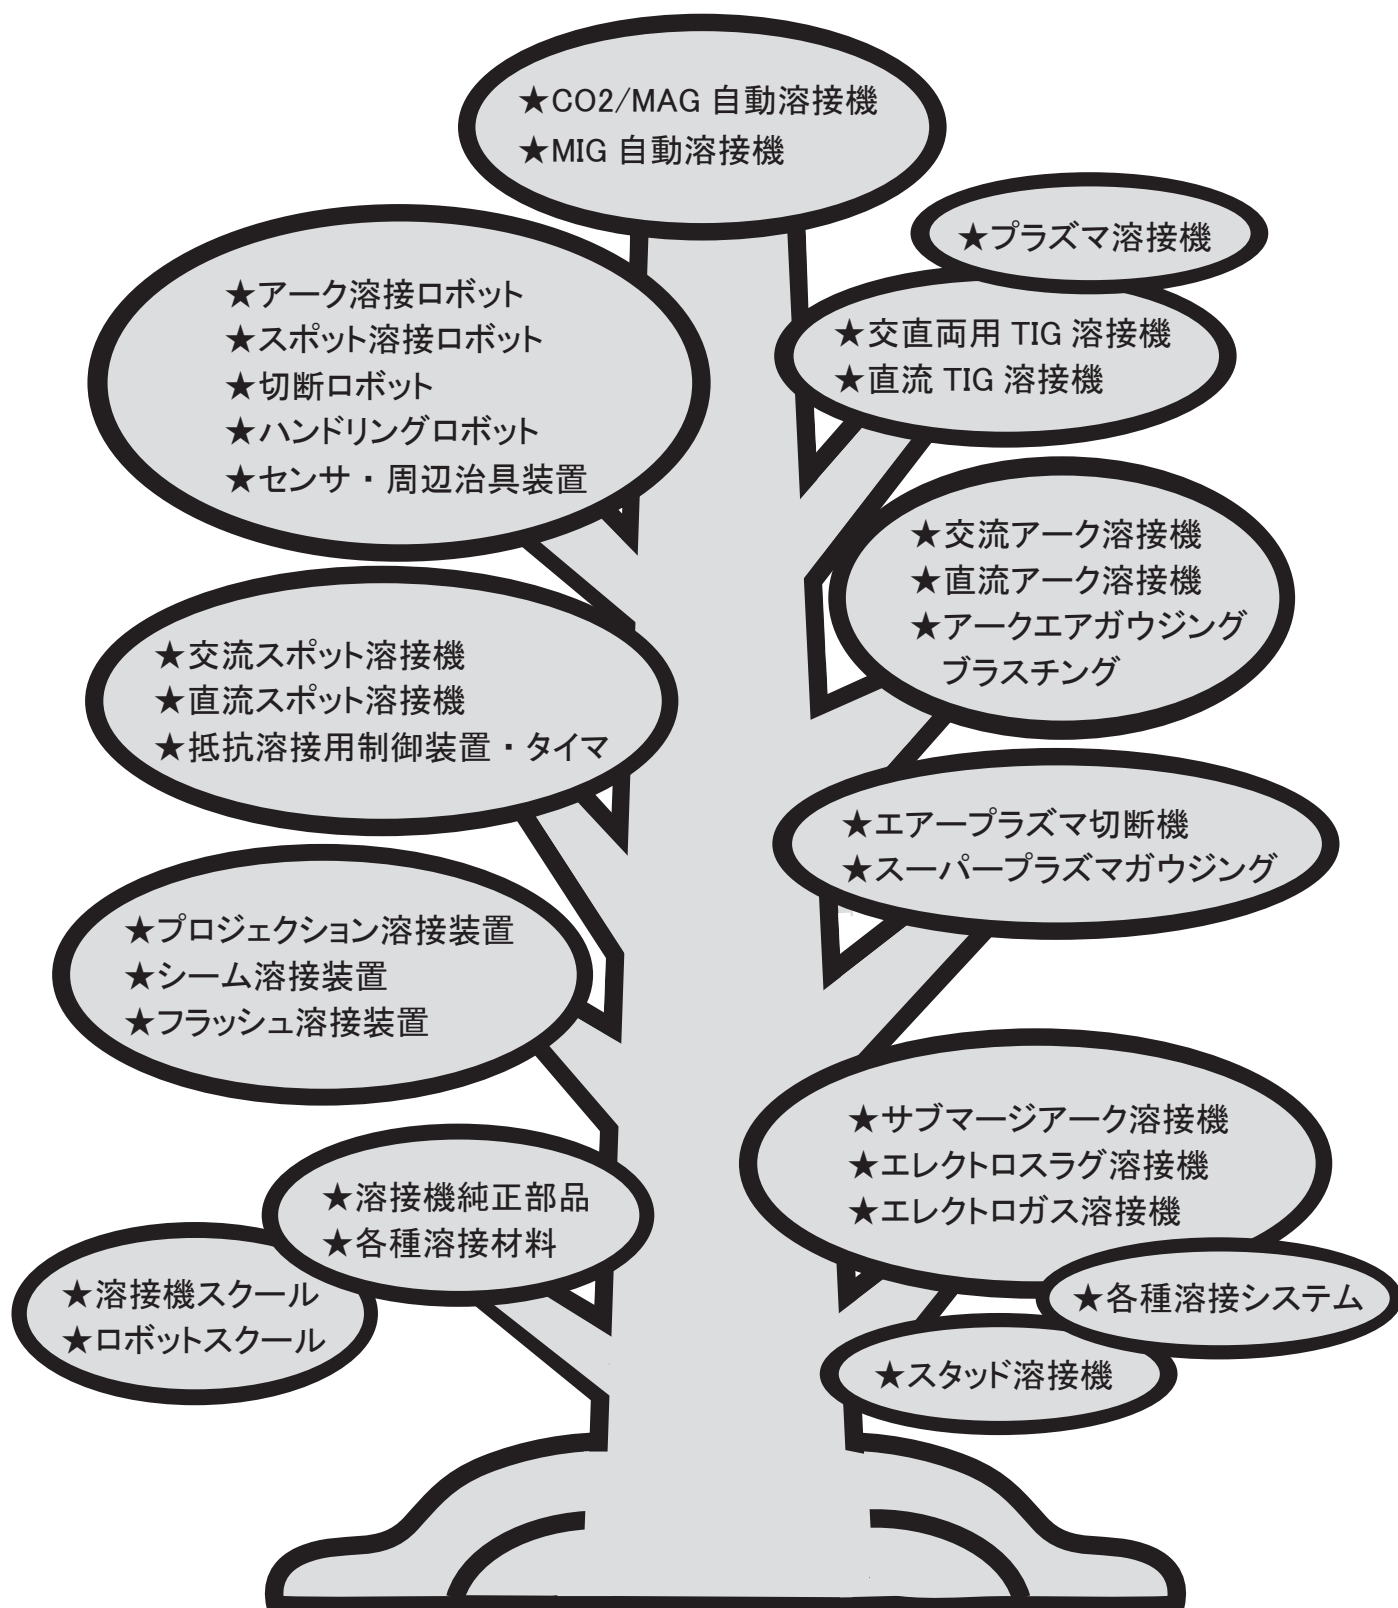 ★CO2/MAG 自動溶接機
★MIG 自動溶接機
★プラズマ溶接機
★交直両用 TIG 溶接機
★直流 TIG 溶接機
★アーク溶接ロボット
★スポット溶接ロボット
★切断ロボット
★ハンドリングロボット
★センサ・周辺治具装置
★交流アーク溶接機
★直流アーク溶接機
★アークエアガウジング
ブラスチング
★交流スポット溶接機
★直流スポット溶接機
★抵抗溶接用制御装置・タイマ
★エアープラズマ切断機
★スーパープラズマガウジング
★プロジェクション溶接装置
★シーム溶接装置
★フラッシュ溶接装置
★サブマージアーク溶接機
★エレクトロスラグ溶接機
★エレクトロガス溶接機
★溶接機純正部品
★各種溶接材料
★溶接機スクール
★ロボットスクール
★各種溶接システム
★スタッド溶接機